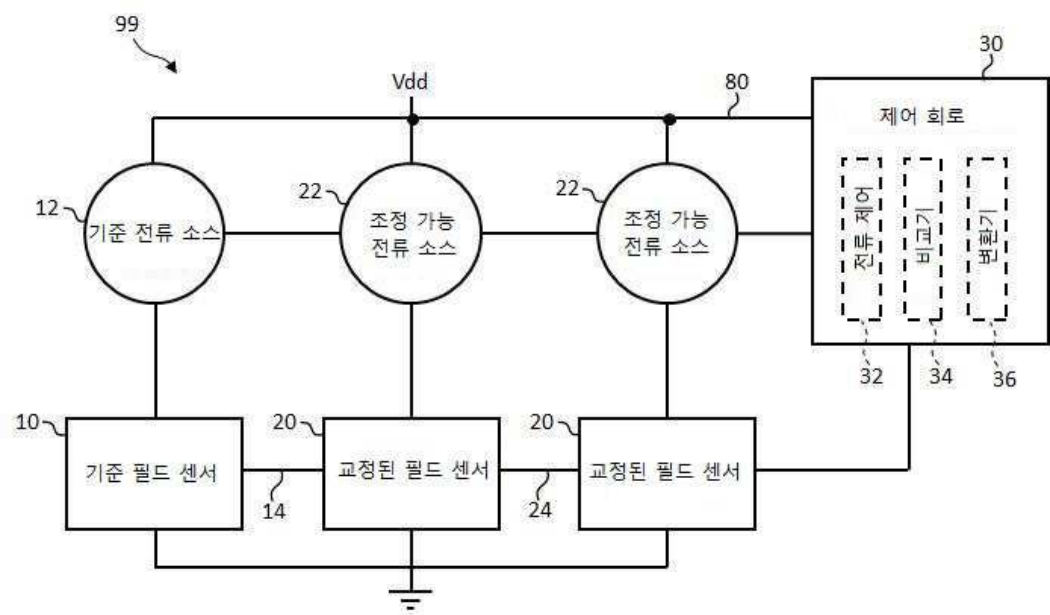 99
Vdd
80
30
제어 회로
12
기준 전류 소스
22
조정 가능
전류 소스
22
조정 가능
전류 소스
전류 제어
비교기
변환기
32
34
36
10
기준 필드 센서
14
20
교정된 필드 센서
24
20
교정된 필드 센서